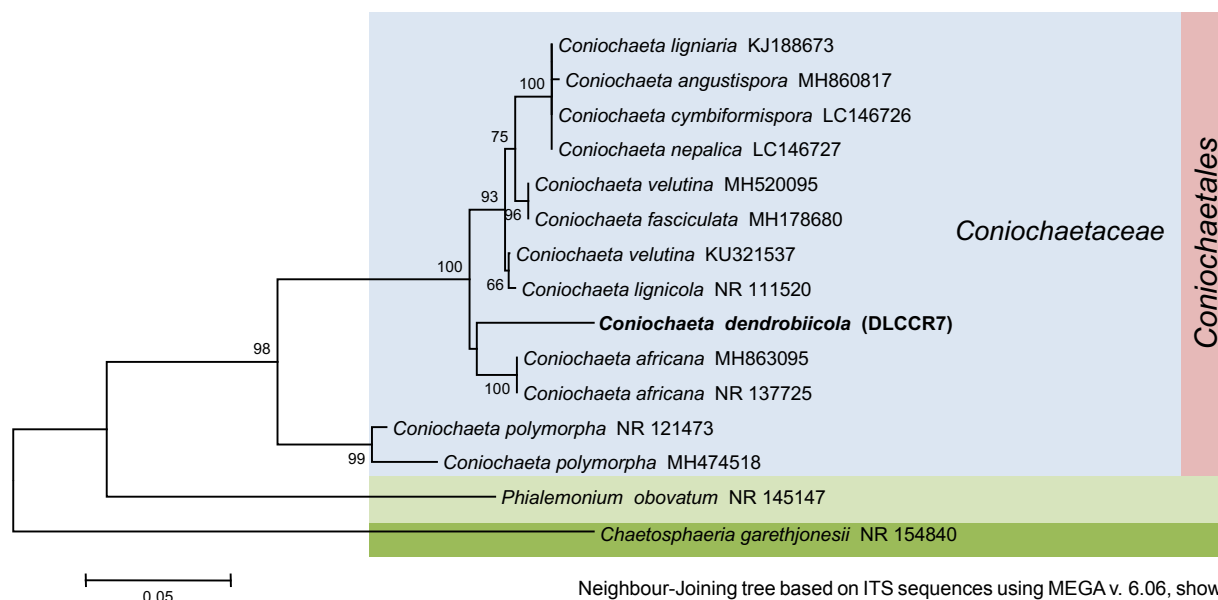 Coniochaeta ligniaria KJ188673
100
Coniochaeta angustispora MH860817
Coniochaeta cymbiformispora LC146726
75
Coniochaeta nepalica LC146727
Coniochaeta velutina MH520095
93
96
Coniochaeta fasciculata MH178680
Coniochaetaceae
Coniochaetales
Coniochaeta velutina KU321537
100
66
Coniochaeta lignicola NR 111520
Coniochaeta dendrobiicola (DLCCR7)
98
Coniochaeta africana MH863095
100
Coniochaeta africana NR 137725
Coniochaeta polymorpha NR 121473
99
Coniochaeta polymorpha MH474518
Phialemonium obovatum NR 145147
Chaetosphaeria garethjonesii NR 154840
0.05
Neighbour-Joining tree based on ITS sequences using MEGA v. 6.06, show